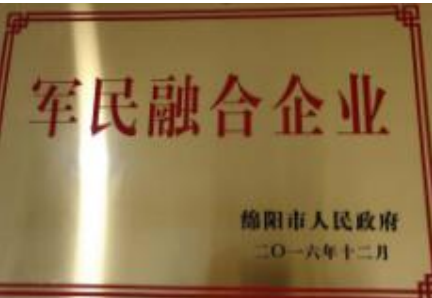 军民融合企业
绵阳市人民政府
二〇一六年十二月